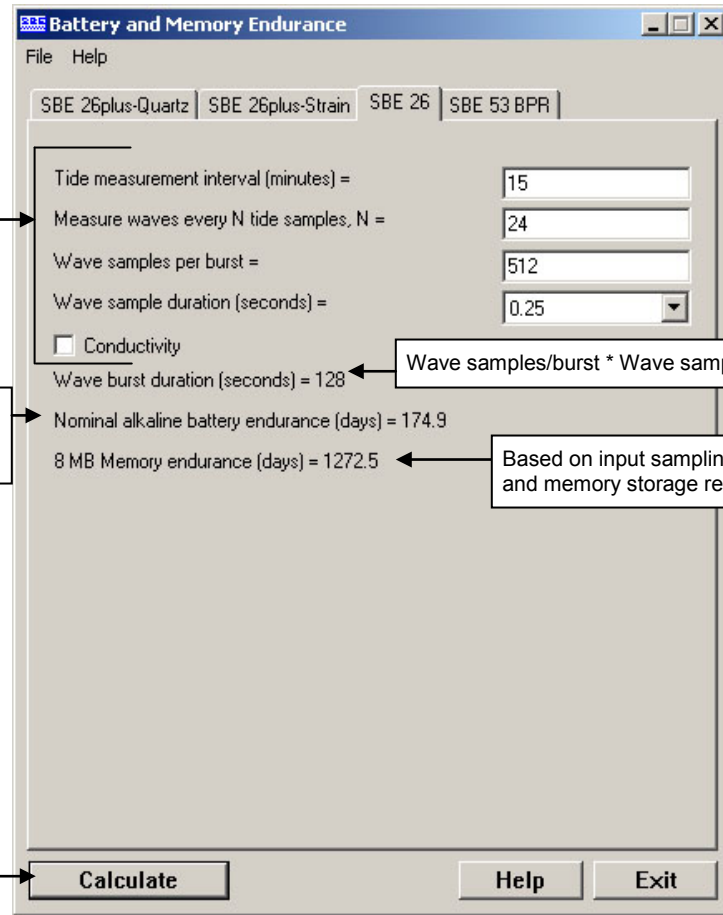 Battery and Memory Endurance
File Help
SBE 26plus-Quartz SBE 26plus-Strain SBE 26 SBE 53 BPR
Tide measurement interval (minutes) = 15
Measure waves every N tide samples, N = 24
Wave samples per burst = 512
Wave sample duration (seconds) = 0.25
Conductivity
Wave samples/burst * Wave samp
Wave burst duration (seconds) = 128
Nominal alkaline battery endurance (days) = 174.9
8 MB Memory endurance (days) = 1272.5
Based on input samplin
and memory storage re
Calculate Help Exit